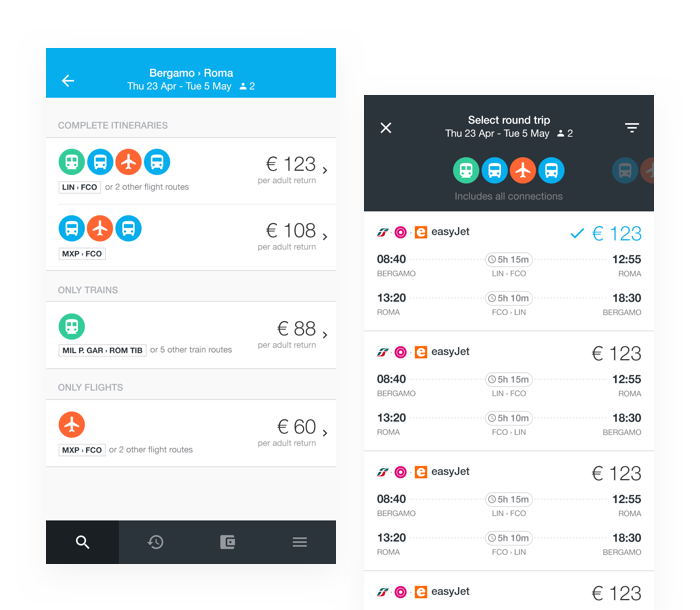 Bergamo › Roma
Thu 23 Apr - Tue 5 May 2
COMPLETE ITINERARIES
€ 123
per adult return
LIN › FCO or 2 other flight routes
€ 108
per adult return
MXP › FCO
ONLY TRAINS
€ 88
per adult return
MIL P. GAR › ROM TIB or 5 other train routes
ONLY FLIGHTS
€ 60
per adult return
MXP › FCO or 2 other flight routes
Select round trip
Thu 23 Apr - Tue 5 May 2
Includes all connections
e easyJet € 123
08:40 5h 15m 12:55
BERGAMO LIN › FCO ROMA
13:20 5h 10m 18:30
ROMA FCO › LIN BERGAMO
e easyJet € 123
08:40 5h 15m 12:55
BERGAMO LIN › FCO ROMA
13:20 5h 10m 18:30
ROMA FCO › LIN BERGAMO
e easyJet € 123
08:40 5h 15m 12:55
BERGAMO LIN › FCO ROMA
13:20 5h 10m 18:30
ROMA FCO › LIN BERGAMO
e easyJet € 123